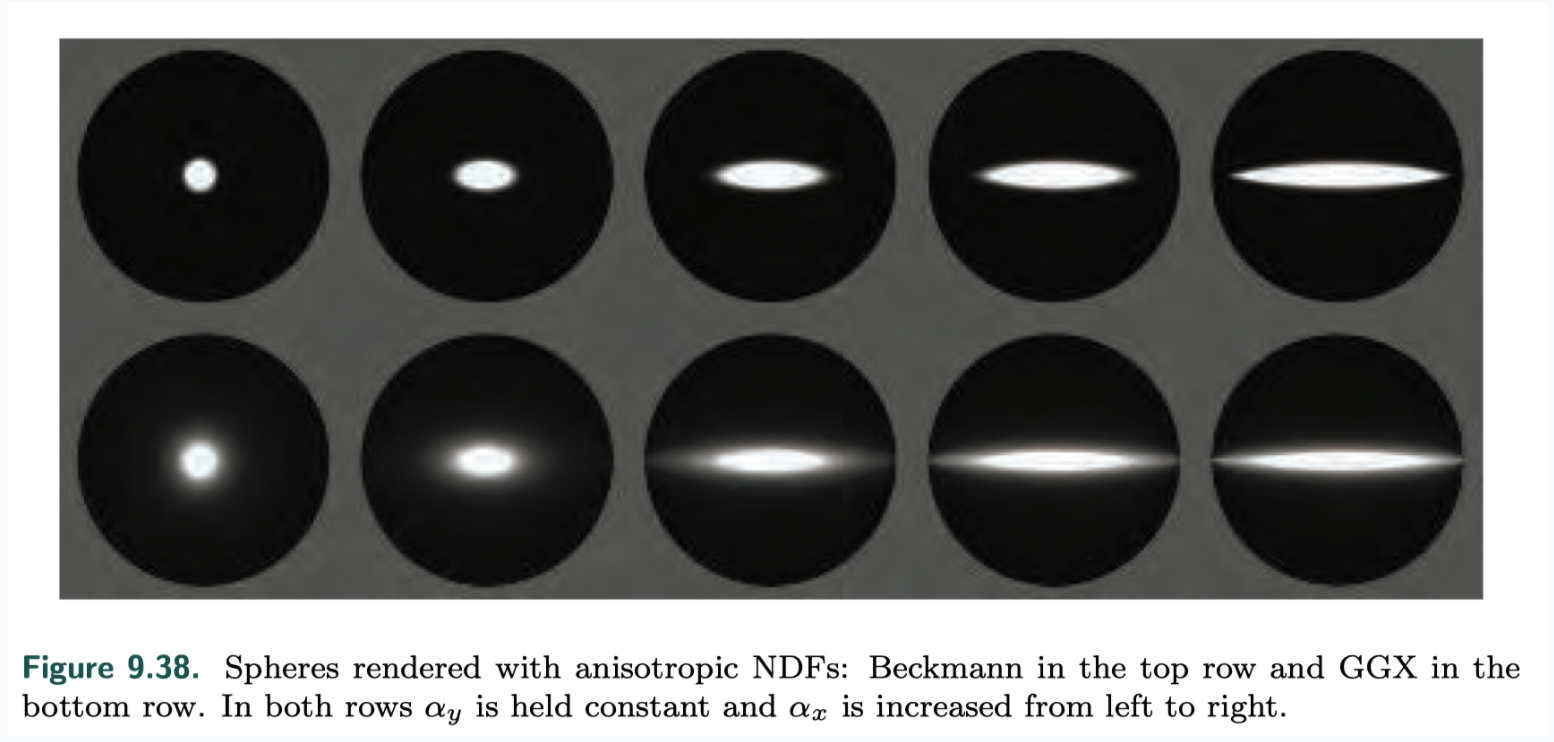 Figure 9.38. Spheres rendered with anisotropic NDFs: Beckmann in the top row and GGX in the
bottom row. In both rows αy is held constant and αx is increased from left to right.